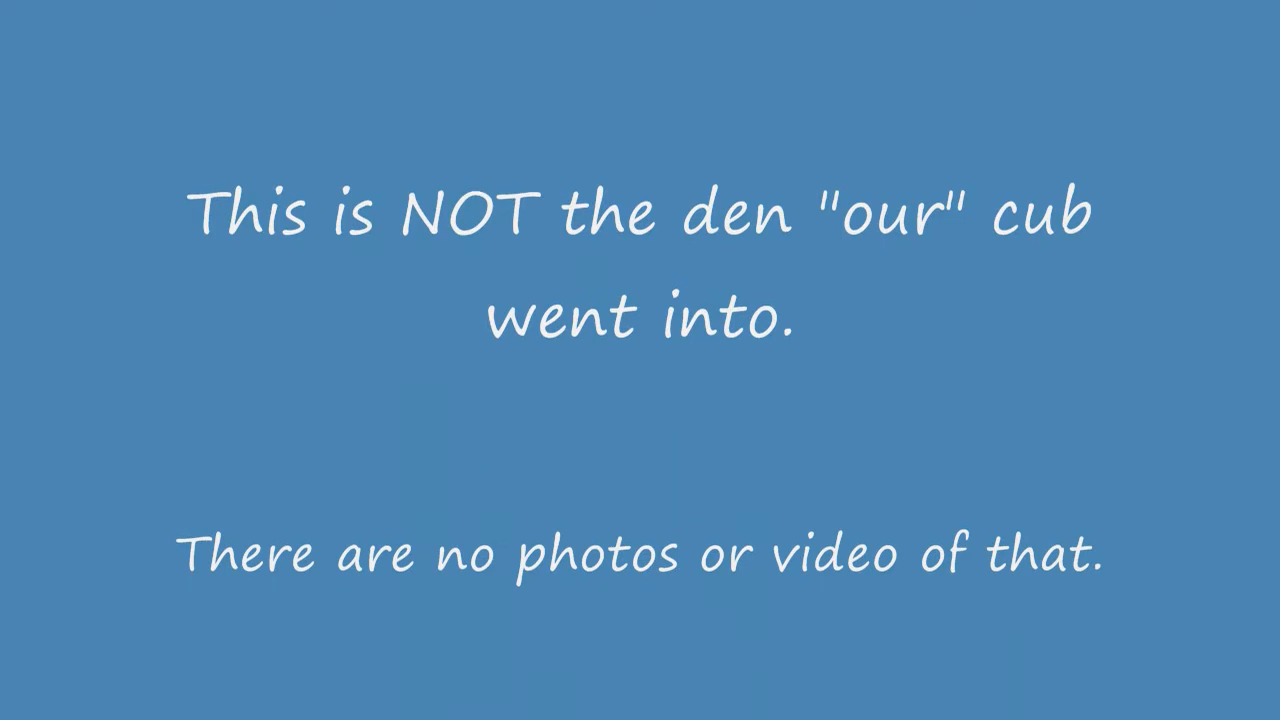 This is NOT the den "our" cub
went into.
There are no photos or video of that.